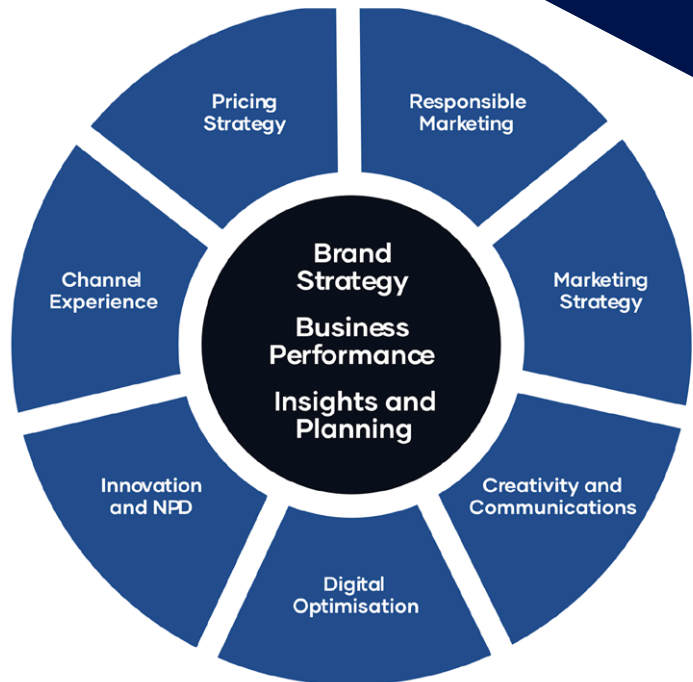 Pricing
Strategy
Responsible
Marketing
Channel
Experience
Brand
Strategy
Business
Performance
Insights and
Planning
Marketing
Strategy
Innovation
and NPD
Creativity and
Communications
Digital
Optimisation